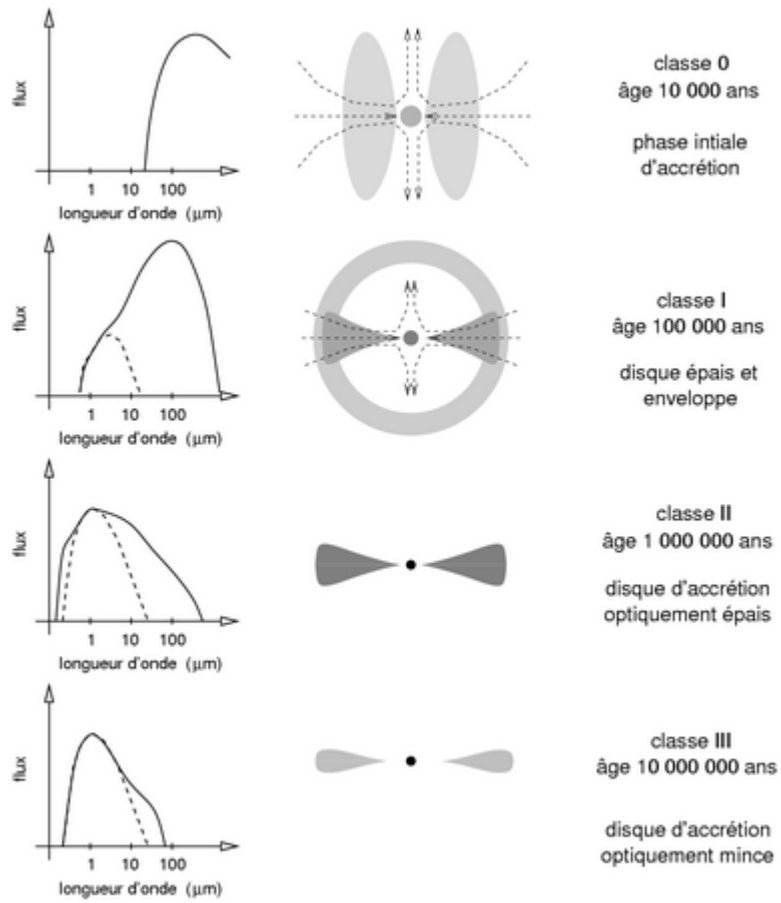 flux
1 10 100
longueur d'onde (μm)
classe 0
âge 10 000 ans
phase intiale
d'accrétion
flux
1 10 100
longueur d'onde (μm)
classe I
âge 100 000 ans
disque épais et
enveloppe
flux
1 10 100
longueur d'onde (μm)
classe II
âge 1 000 000 ans
disque d'accrétion
optiquement épais
flux
1 10 100
longueur d'onde (μm)
classe III
âge 10 000 000 ans
disque d'accrétion
optiquement mince